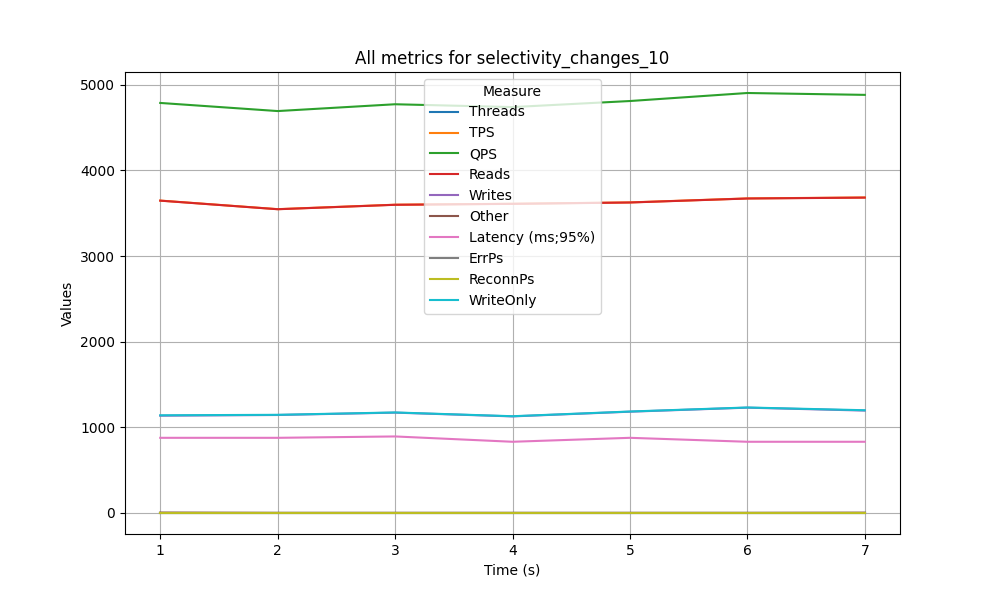 All metrics for selectivity_changes_10
5000
4000
3000
2000
1000
0
Values
Measure
Threads
TPS
QPS
Reads
Writes
Other
Latency (ms;95%)
ErrPs
ReconnPs
WriteOnly
1 2 3 4 5 6 7
Time (s)